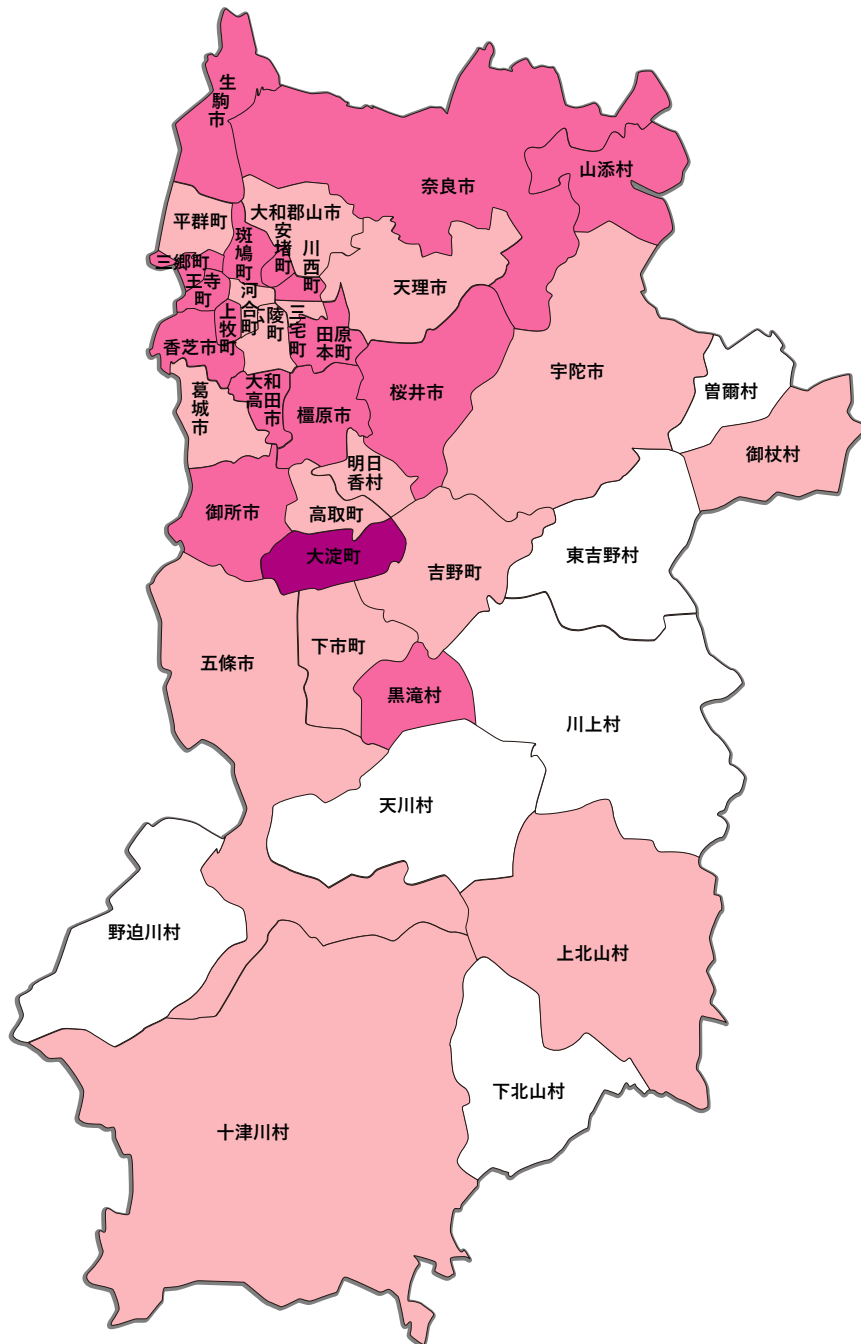 生駒市
奈良市
山添村
平群町
大和郡山市
斑鳩町
安堵町
川西町
三郷町
王寺町
天理市
河合町
上牧町
広陵町
三宅町
田原本町
香芝市
葛城市
大和高田市
橿原市
桜井市
宇陀市
曽爾村
御杖村
明日香村
御所市
高取町
大淀町
吉野町
東吉野村
下市町
五條市
黒滝村
川上村
天川村
野迫川村
上北山村
下北山村
十津川村